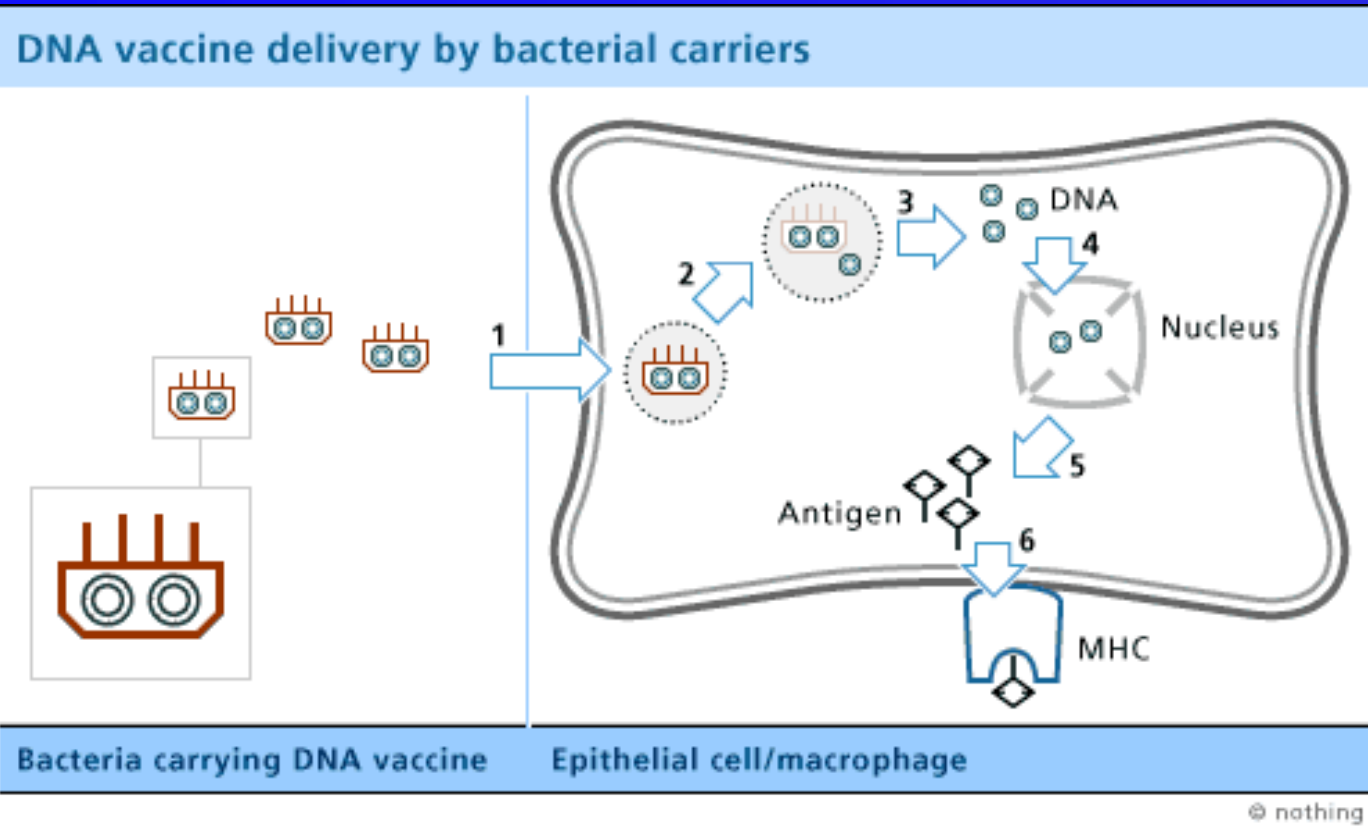 DNA vaccine delivery by bacterial carriers
1
2
3
DNA
4
Nucleus
5
Antigen
6
MHC
Bacteria carrying DNA vaccine
Epithelial cell/macrophage
© nothing